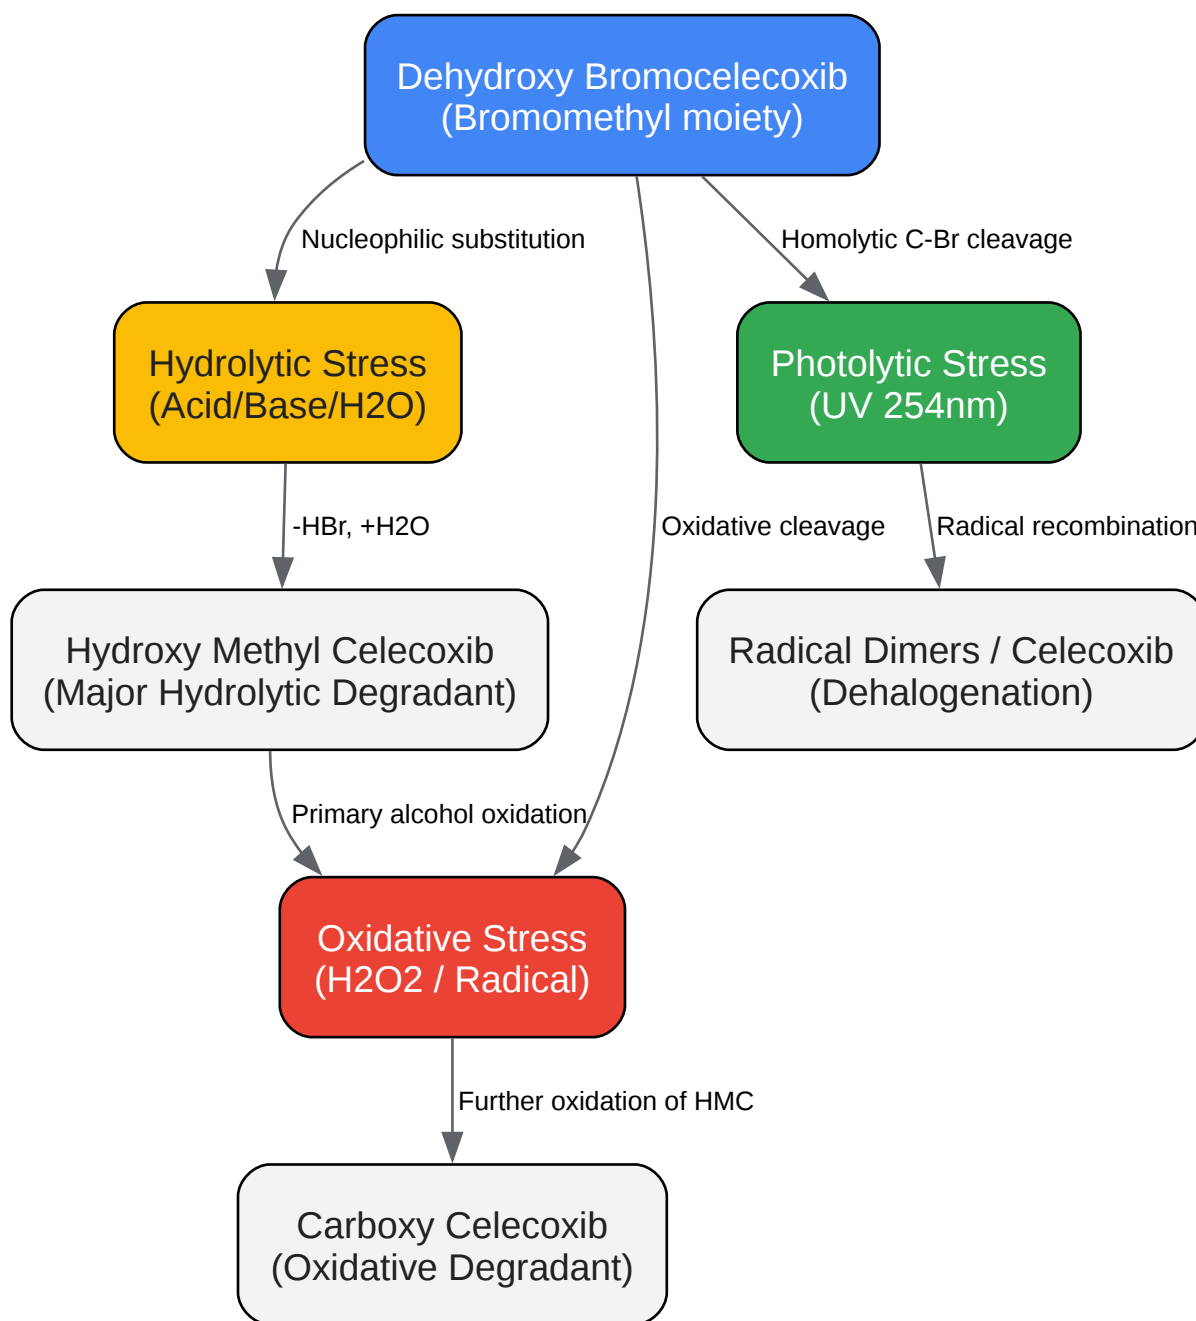 Dehydroxy Bromocelecoxib
(Bromomethyl moiety)
Nucleophilic substitution
Homolytic C-Br cleavage
Hydrolytic Stress
(Acid/Base/H2O)
Photolytic Stress
(UV 254nm)
-HBr, +H2O
Oxidative cleavage
Radical recombination
Hydroxy Methyl Celecoxib
(Major Hydrolytic Degradant)
Radical Dimers / Celecoxib
(Dehalogenation)
Primary alcohol oxidation
Oxidative Stress
(H2O2 / Radical)
Further oxidation of HMC
Carboxy Celecoxib
(Oxidative Degradant)